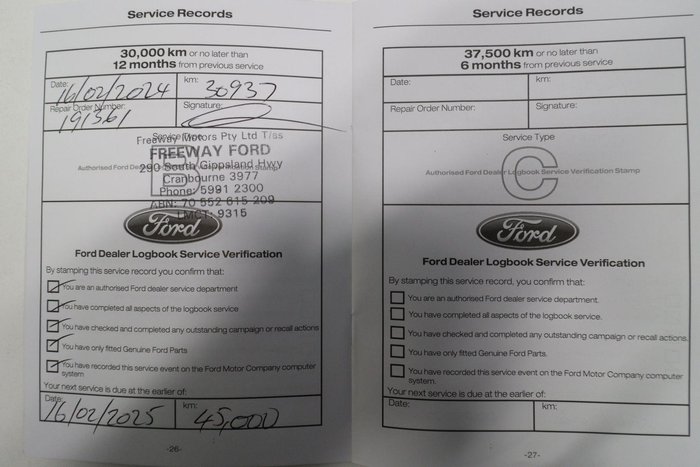 Service Records
30,000 km or no later than
12 months from previous service
Date: 16/02/2024 km: 30937
Repair Order Number: 191361 Signature:
Service Type
Freeway Motors Pty Ltd T/as
FREEWAY FORD
Authorised Ford Dealer Logbook Service Verification Stamp
290 South Gippsland Hwy
Cranbourne 3977
Phone: 5991 2300
ABN: 70 552 615 209
LMCT: 9315
Ford
Ford Dealer Logbook Service Verification
By stamping this service record you confirm that:
You are an authorised Ford dealer service department
You have completed all aspects of the logbook service
You have checked and completed any outstanding campaign or recall actions
You have only fitted Genuine Ford Parts
You have recorded this service event on the Ford Motor Company computer
system
Your next service is due at the earlier of:
Date: 16/02/2025 km: 45,000
-26-
Service Records
37,500 km or no later than
6 months from previous service
Date: km:
Repair Order Number: Signature:
Service Type
C
Authorised Ford Dealer Logbook Service Verification Stamp
Ford
Ford Dealer Logbook Service Verification
By stamping this service record, you confirm that:
You are an authorised Ford dealer service department.
You have completed all aspects of the logbook service.
You have checked and completed any outstanding campaign or recall actions.
You have only fitted Genuine Ford Parts.
You have recorded this service event on the Ford Motor Company computer
system.
Your next service is due at the earlier of:
Date: km:
-27-